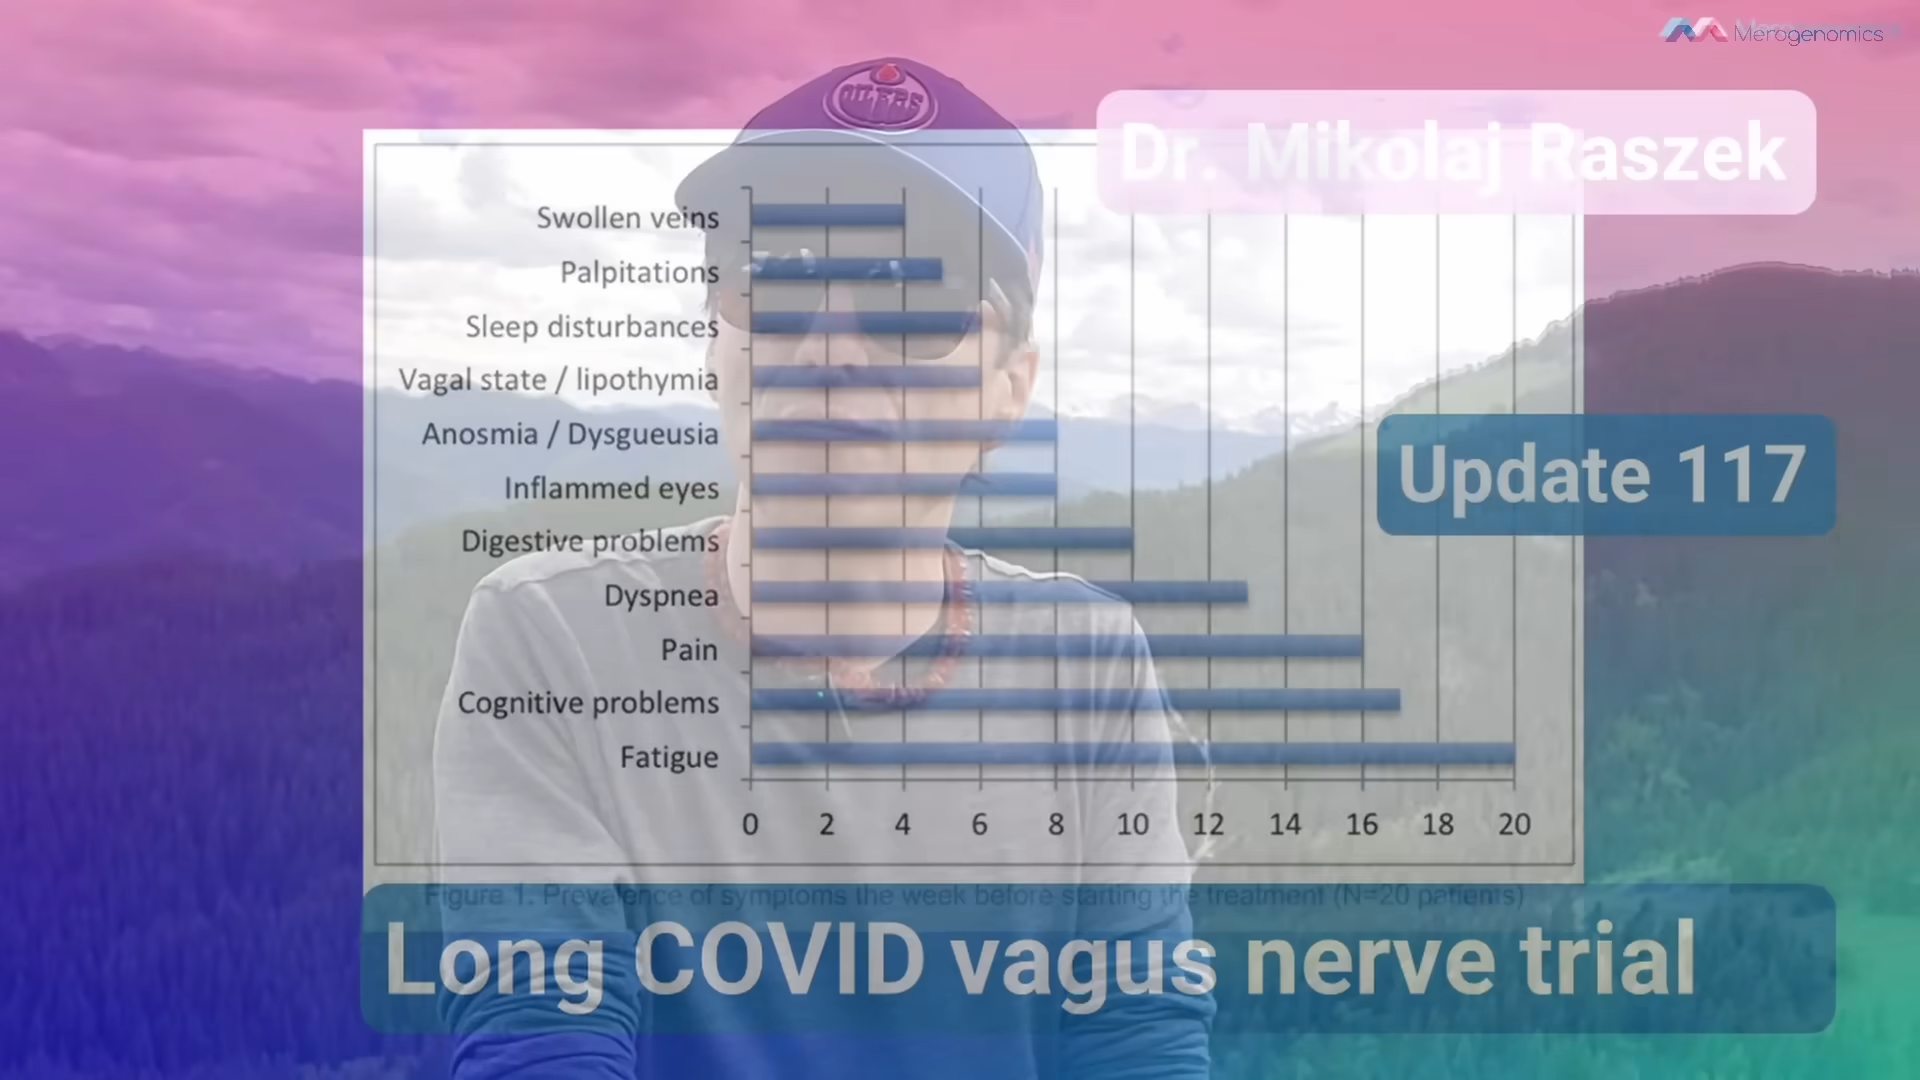 Merogenomics
OILERS
Dr. Mikolaj Raszek
Swollen veins
Palpitations
Sleep disturbances
Vagal state / lipothymia
Anosmia / Dysgueusia
Inflammed eyes
Digestive problems
Dyspnea
Pain
Cognitive problems
Fatigue
0 2 4 6 8 10 12 14 16 18 20
Update 117
Figure 1. Prevalence of symptoms the week before starting the treatment (N=20 patients)
Long COVID vagus nerve trial